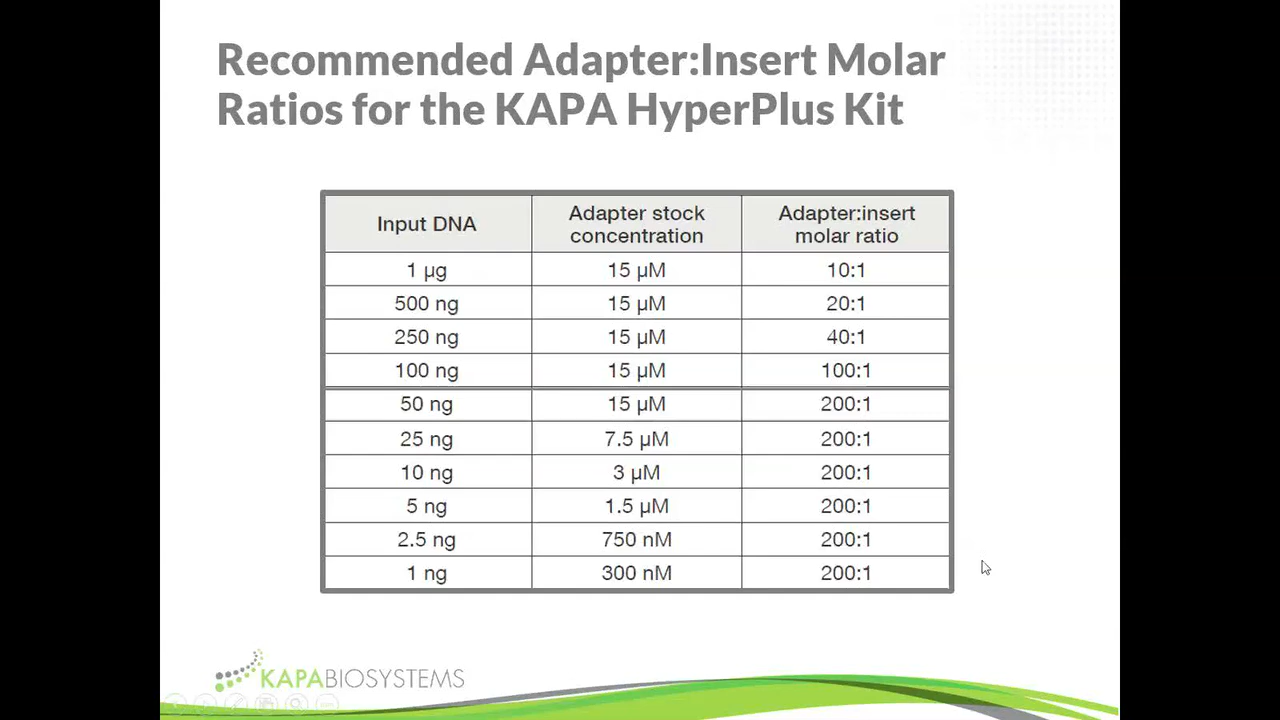 Recommended Adapter:Insert Molar
Ratios for the KAPA HyperPlus Kit
Input DNA
Adapter stock
concentration
Adapter:insert
molar ratio
1 µg 15 µM 10:1
500 ng 15 µM 20:1
250 ng 15 µM 40:1
100 ng 15 µM 100:1
50 ng 15 µM 200:1
25 ng 7.5 µM 200:1
10 ng 3 µM 200:1
5 ng 1.5 µM 200:1
2.5 ng 750 nM 200:1
1 ng 300 nM 200:1
KAPABIOSYSTEMS